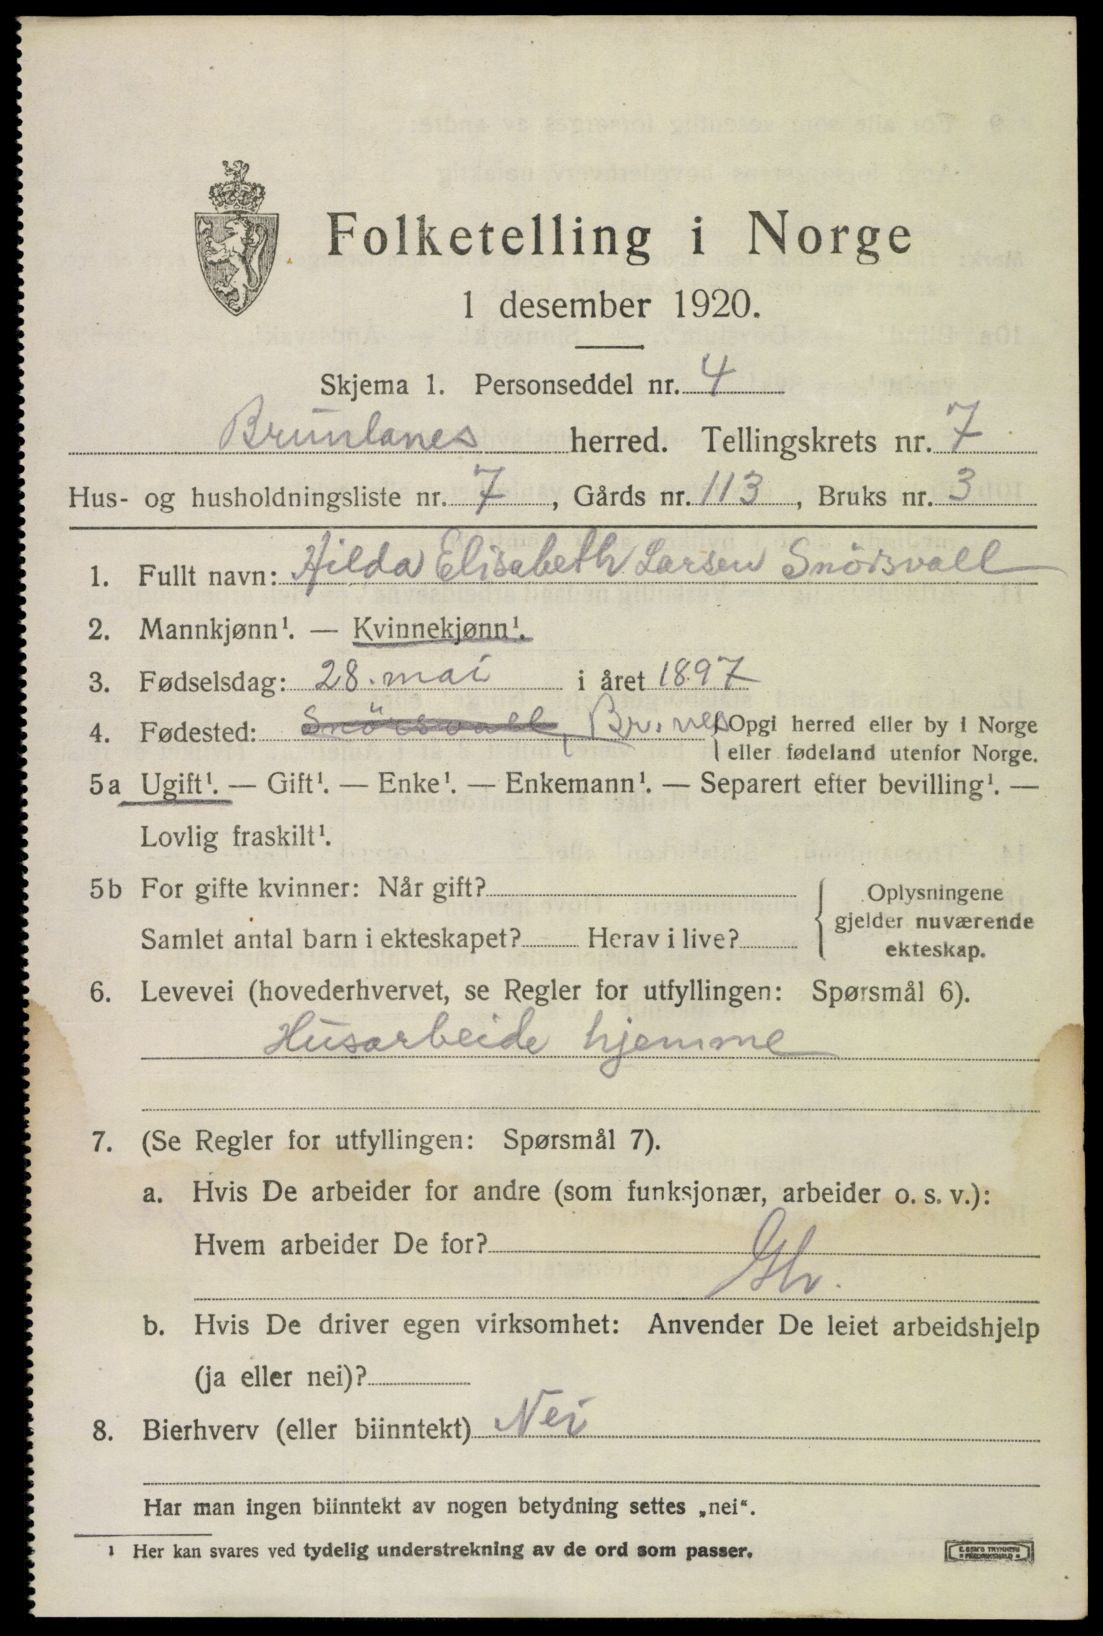 Folketelling i Norge
1 desember 1920.
Skjema 1. Personseddel nr. 4
Brunlanes herred. Tellingskrets nr. 7
Hus- og husholdningsliste nr. 7, Gårds nr. 113, Bruks nr. 3
1. Fullt navn: Hilda Elisabeth Larsen Snörsvall
2. Mannkjønn¹. — Kvinnekjønn¹.
3. Fødselsdag: 28. mai i året 1897
4. Fødested: Snörsvall, Br.nes {Opgi herred eller by i Norge
eller fødeland utenfor Norge.
5a Ugift¹. — Gift¹. — Enke¹. — Enkemann¹. — Separert efter bevilling¹. —
Lovlig fraskilt¹.
5b For gifte kvinner: Når gift?
Samlet antal barn i ekteskapet? Herav i live?
{Oplysningene
gjelder nuværende
ekteskap.
6. Levevei (hovederhvervet, se Regler for utfyllingen: Spørsmål 6).
Husarbeide hjemme
7. (Se Regler for utfyllingen: Spørsmål 7).
a. Hvis De arbeider for andre (som funksjonær, arbeider o. s. v.):
Hvem arbeider De for?
b. Hvis De driver egen virksomhet: Anvender De leiet arbeidshjelp
(ja eller nei)?
8. Bierhverv (eller biinntekt) Nei
Har man ingen biinntekt av nogen betydning settes „nei“.
¹ Her kan svares ved tydelig understrekning av de ord som passer.